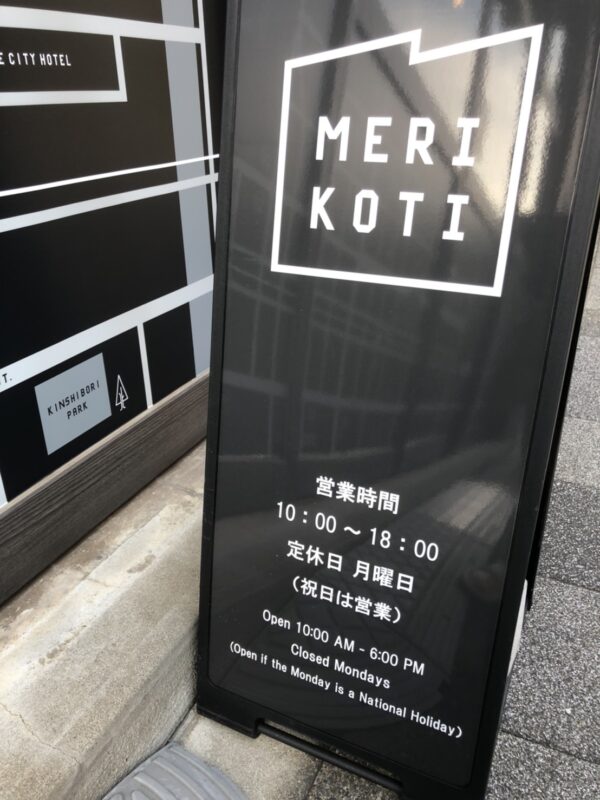 E CITY HOTEL
T.
KINSHIBORI
PARK
MERI
KOTI
営業時間
10：00 ～ 18：00
定休日 月曜日
（祝日は営業）
Open 10:00 AM - 6:00 PM
Closed Mondays
(Open if the Monday is a National Holiday)